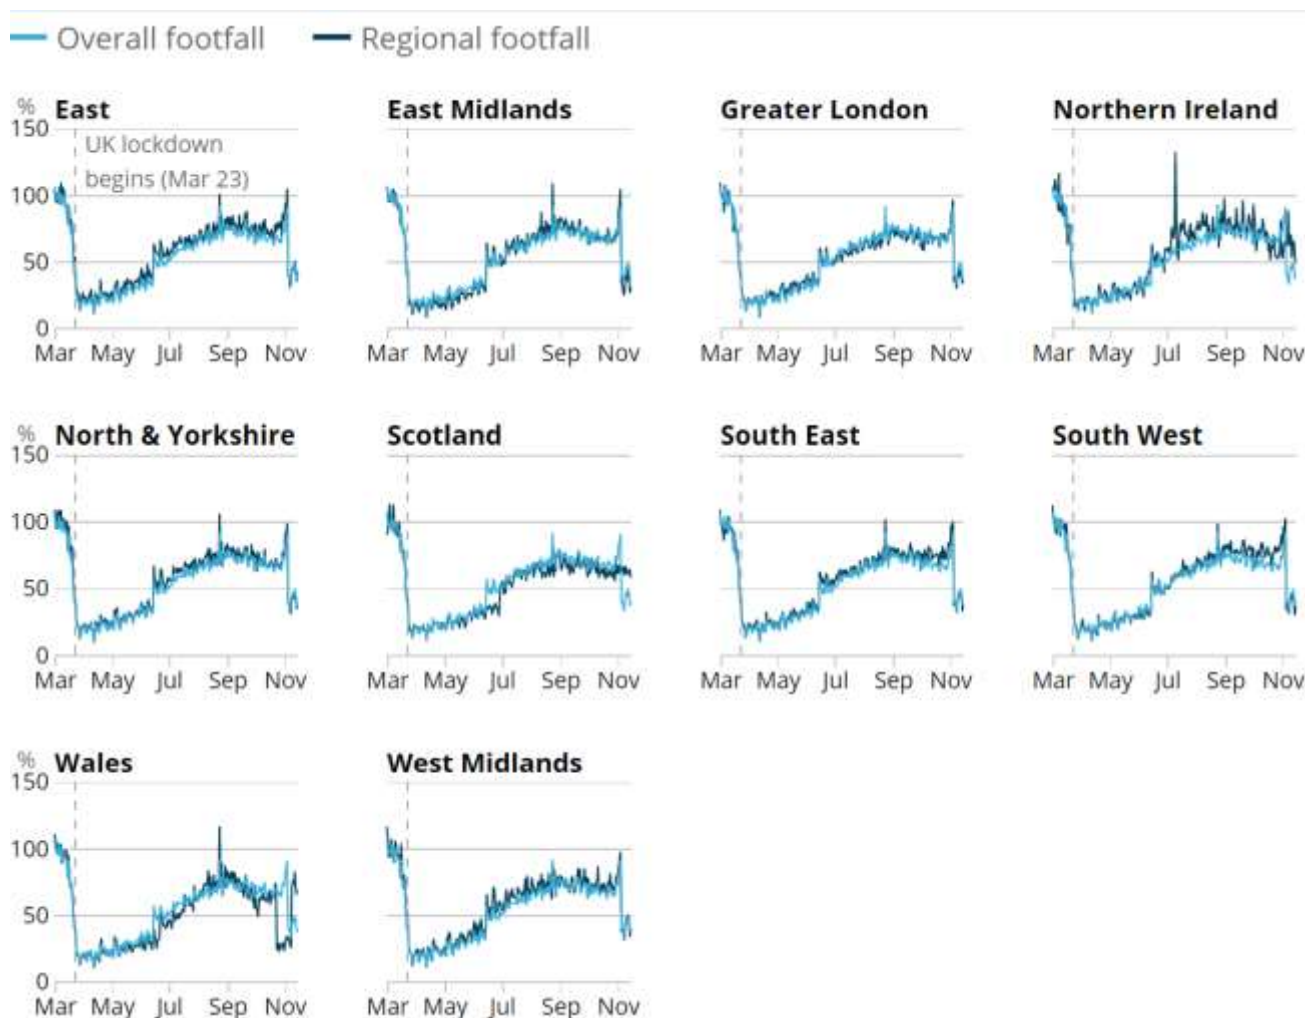 Overall footfall Regional footfall
% East East Midlands Greater London Northern Ireland
150
UK lockdown
begins (Mar 23)
100
50
0
Mar May Jul Sep Nov Mar May Jul Sep Nov Mar May Jul Sep Nov Mar May Jul Sep Nov
% North & Yorkshire Scotland South East South West
150
100
50
0
Mar May Jul Sep Nov Mar May Jul Sep Nov Mar May Jul Sep Nov Mar May Jul Sep Nov
% Wales West Midlands
150
100
50
0
Mar May Jul Sep Nov Mar May Jul Sep Nov